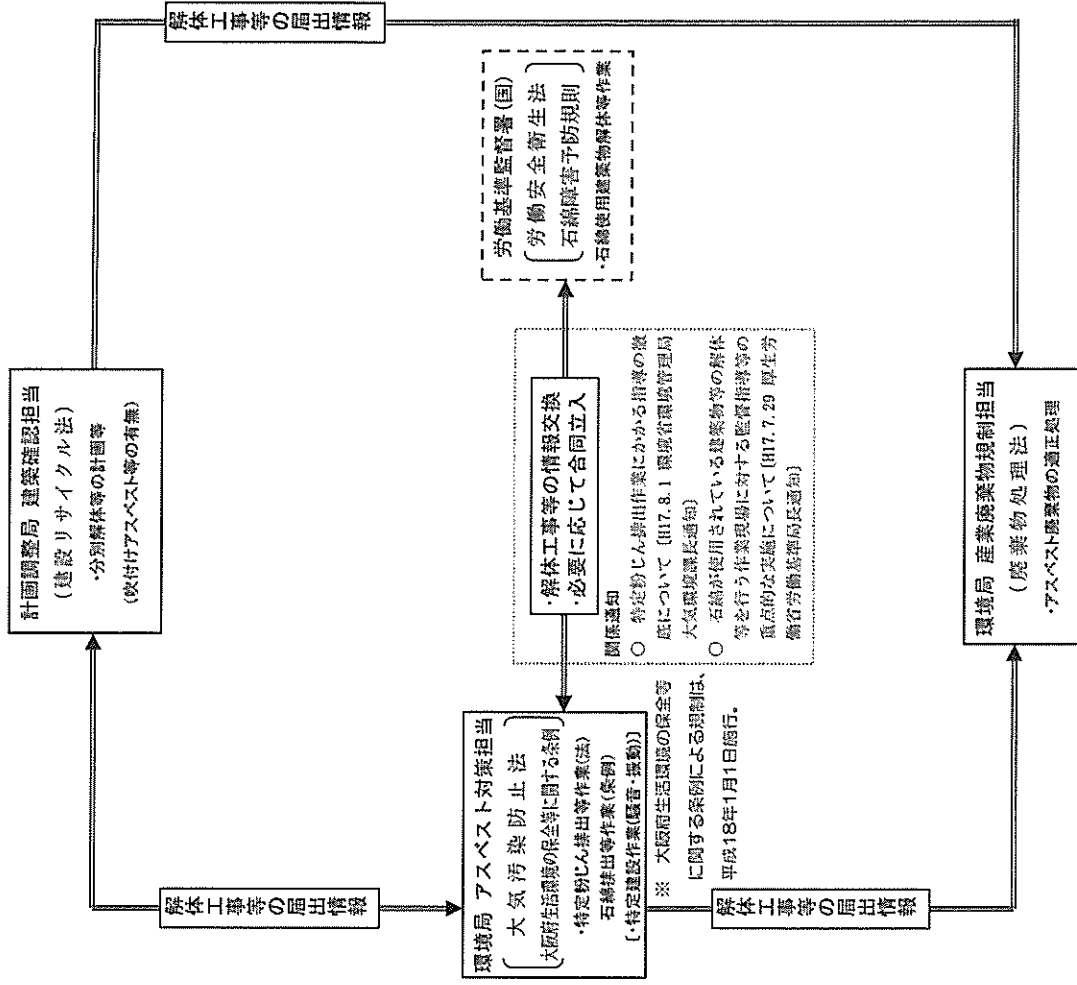 計画調整局 建築確認担当
(建設リサイクル法)
・分別解体等の計画等
(吹付けアスベスト等の有無)
解体工事等の届出情報
解体工事等の届出情報
環境局 アスベスト対策担当
大気汚染防止法
大阪府生活環境の保全等に関する条例
・特定粉じん排出等作業(法)
石綿排出等作業(条例)
[・特定建設作業(騒音・振動)]
※ 大阪府生活環境の保全等
に関する条例による規制は、
平成18年1月1日施行。
・解体工事等の情報交換
・必要に応じて合同立入
関係通知
○ 特定粉じん排出作業にかかる指導の徹
底について [H17.8.1 環境省環境管理局
大気環境課長通知]
○ 石綿が使用されている建築物等の解体
等を行う作業現場に対する監督指導等の
重点的な実施について [H17.7.29 厚生労
働省労働基準局長通知]
労働基準監督署(国)
労働安全衛生法
石綿障害予防規則
・石綿使用建築物解体等作業
解体工事等の届出情報
環境局 産業廃棄物規制担当
(廃棄物処理法)
・アスベスト廃棄物の適正処理